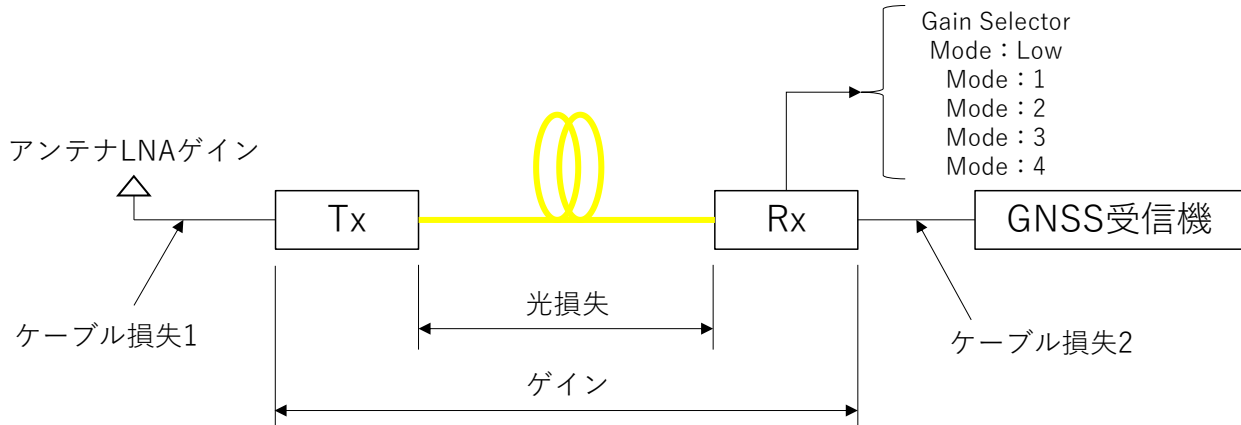 Gain Selector
Mode：Low
Mode：1
Mode：2
Mode：3
Mode：4
アンテナLNAゲイン
Tx
Rx
GNSS受信機
光損失
ケーブル損失1
ケーブル損失2
ゲイン